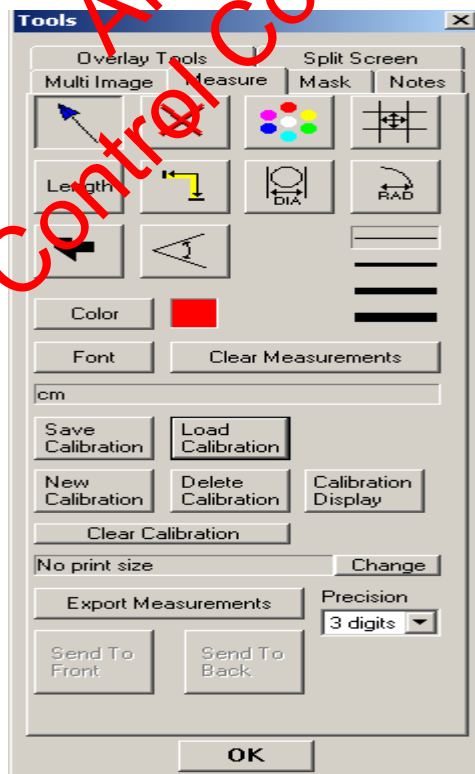 Tools
Overlay Tools Split Screen
Multi Image Measure Mask Notes
Length DIA RAD
Color
Font Clear Measurements
cm
Save Calibration Load Calibration
New Calibration Delete Calibration Calibration Display
Clear Calibration
No print size Change
Export Measurements Precision
3 digits
Send To Front Send To Back
OK
Control